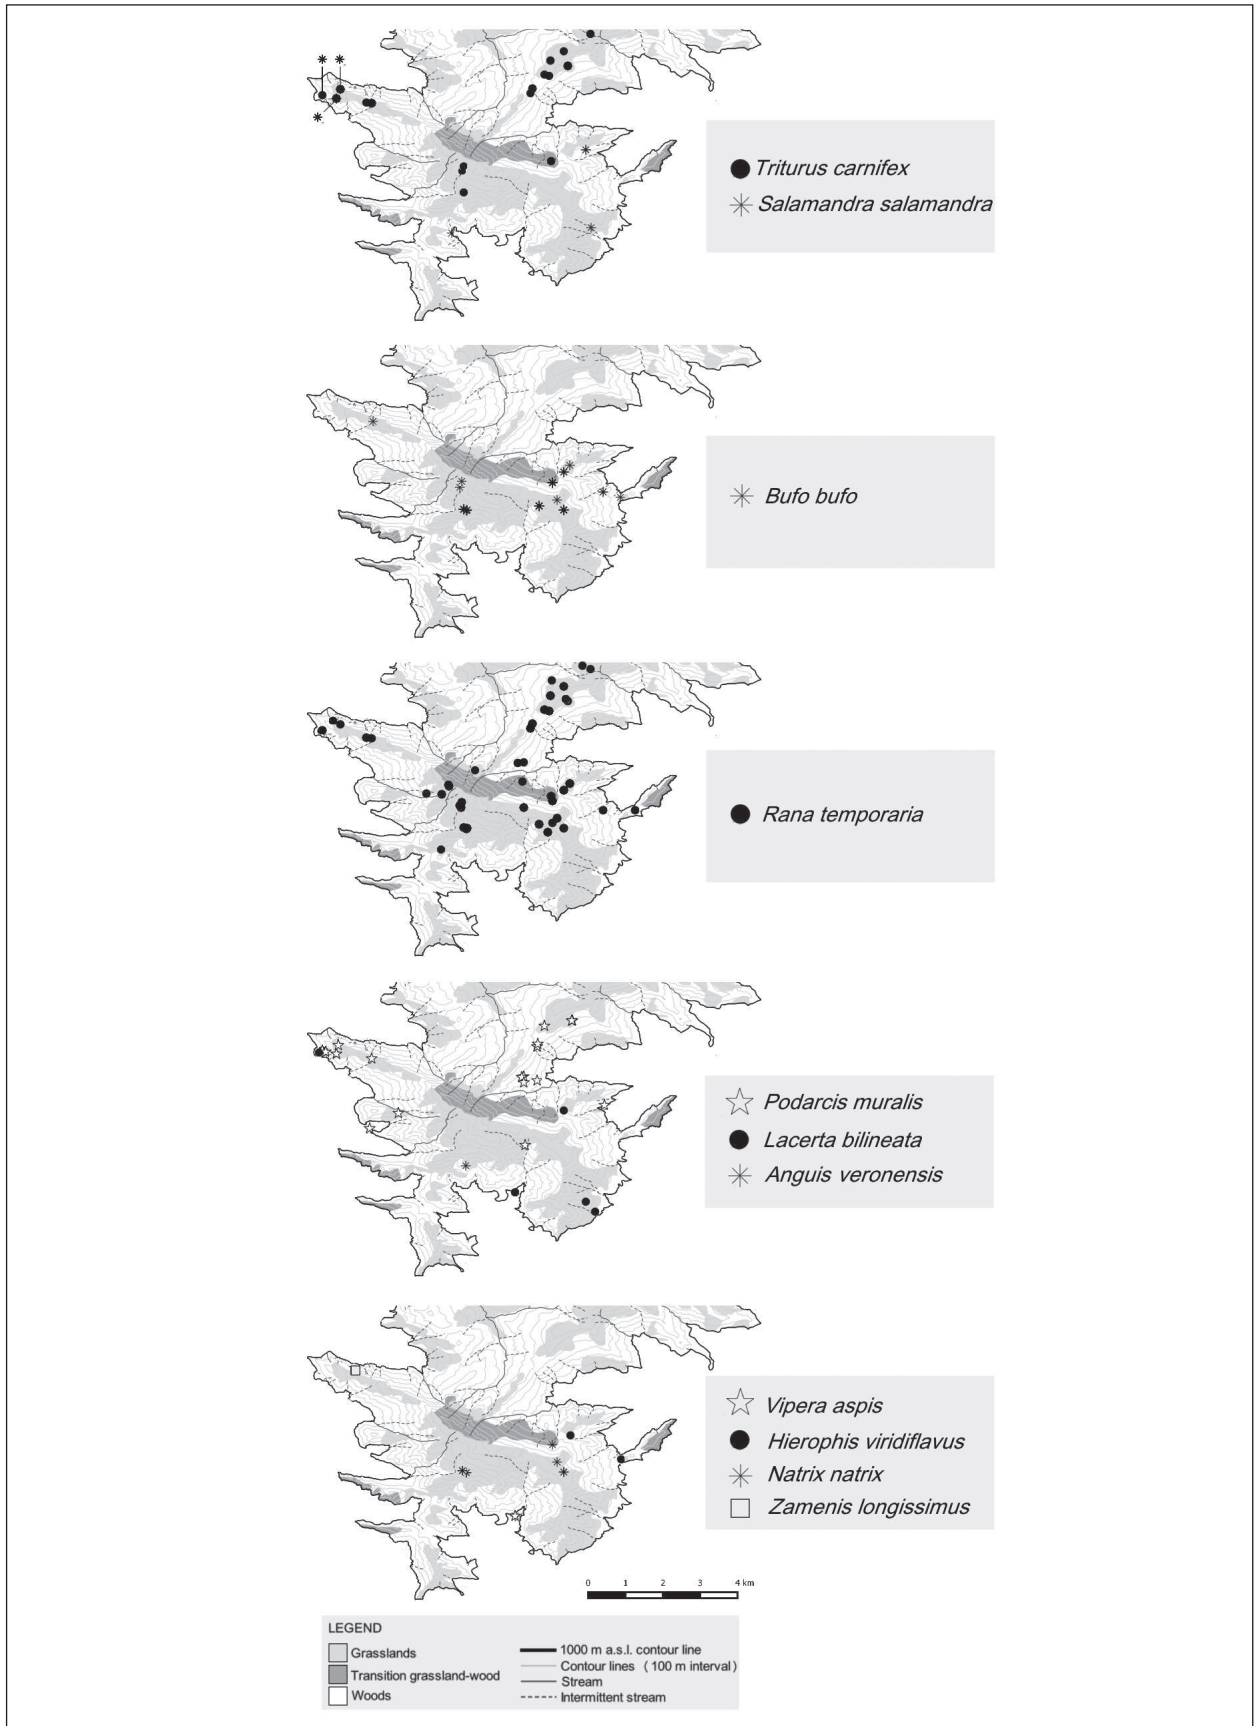 Triturus carnifex
Salamandra salamandra
Bufo bufo
Rana temporaria
Podarcis muralis
Lacerta bilineata
Anguis veronensis
Vipera aspis
Hierophis viridiflavus
Natrix natrix
Zamenis longissimus
0 1 2 3 4 km
LEGEND
Grasslands
Transition grassland-wood
Woods
1000 m a.s.l. contour line
Contour lines ( 100 m interval)
Stream
Intermittent stream